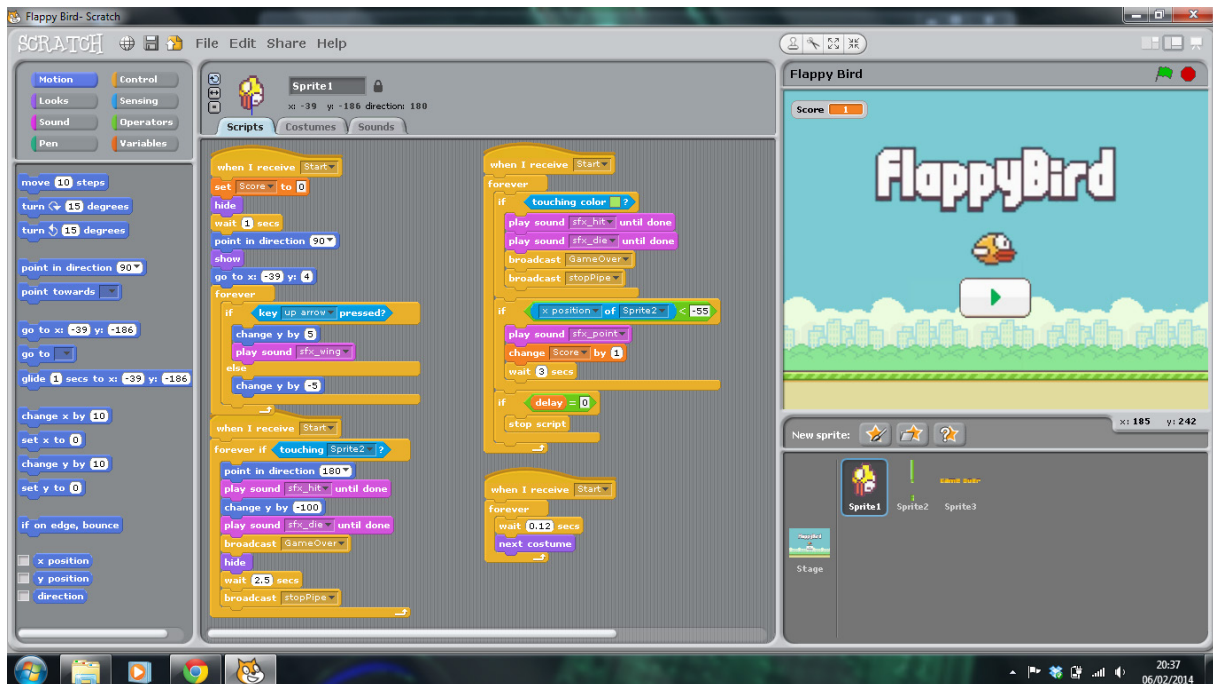 Flappy Bird- Scratch
SCRATCH File Edit Share Help
Motion Control
Looks Sensing
Sound Operators
Pen Variables
move 10 steps
turn 15 degrees
turn 15 degrees
point in direction 90
point towards
go to x: -39 y: -186
go to
glide 1 secs to x: -39 y: -186
change x by 10
set x to 0
change y by 10
set y to 0
if on edge, bounce
x position
y position
direction
Sprite1
x: -39 y: -186 direction: 180
Scripts Costumes Sounds
when I receive Start
set Score to 0
hide
wait 1 secs
point in direction 90
show
go to x: -39 y: 4
forever
if key up arrow pressed?
change y by 5
play sound sfx_wing
else
change y by -5
when I receive Start
forever if touching Sprite2 ?
point in direction 180
play sound sfx_hit until done
change y by -100
play sound sfx_die until done
broadcast GameOver
hide
wait 2.5 secs
broadcast stopPipe
when I receive Start
forever
if touching color ?
play sound sfx_hit until done
play sound sfx_die until done
broadcast GameOver
broadcast stopPipe
if x position of Sprite2 < -55
play sound sfx_point
change Score by 1
wait 3 secs
if delay = 0
stop script
when I receive Start
forever
wait 0.12 secs
next costume
Flappy Bird
Score 1
FlappyBird
x: 185 y: 242
New sprite:
Sprite1 Sprite2 Sprite3
Stage
20:37
06/02/2014